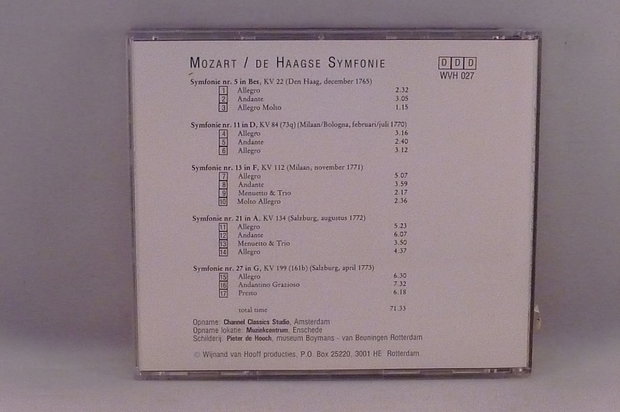 MOZART / DE HAAGSE SYMFONIE
DDD
WVH 027
Symfonie nr. 5 in Bes, KV 22 (Den Haag, december 1765)
1 Allegro 2.32
2 Andante 3.05
3 Allegro Molto 1.15
Symfonie nr. 11 in D, KV 84 (73q) (Milaan/Bologna, februari/juli 1770)
4 Allegro 3.16
5 Andante 2.40
6 Allegro 3.12
Symfonie nr. 13 in F, KV 112 (Milaan, november 1771)
7 Allegro 5.07
8 Andante 3.59
9 Menuetto & Trio 2.17
10 Molto Allegro 2.36
Symfonie nr. 21 in A, KV 134 (Salzburg, augustus 1772)
11 Allegro 5.23
12 Andante 6.07
13 Menuetto & Trio 3.50
14 Allegro 4.37
Symfonie nr. 27 in G, KV 199 (161b) (Salzburg, april 1773)
15 Allegro 6.30
16 Andantino Grazioso 7.32
17 Presto 6.18
total time 71.33
Opname: Channel Classics Studio, Amsterdam
Opname lokatie: Muziekcentrum, Enschede
Schilderij: Pieter de Hooch, museum Boymans - van Beuningen Rotterdam
© Wijnand van Hooff producties, P.O. Box 25220, 3001 HE Rotterdam